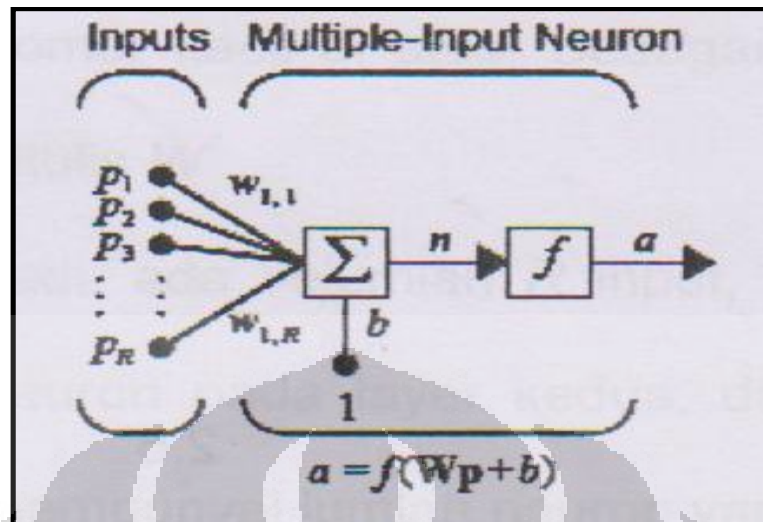 Inputs Multiple-Input Neuron
p1
w1,1
p2
p3
Σ n f a
pR
w1,R
b
1
a = f(Wp+b)